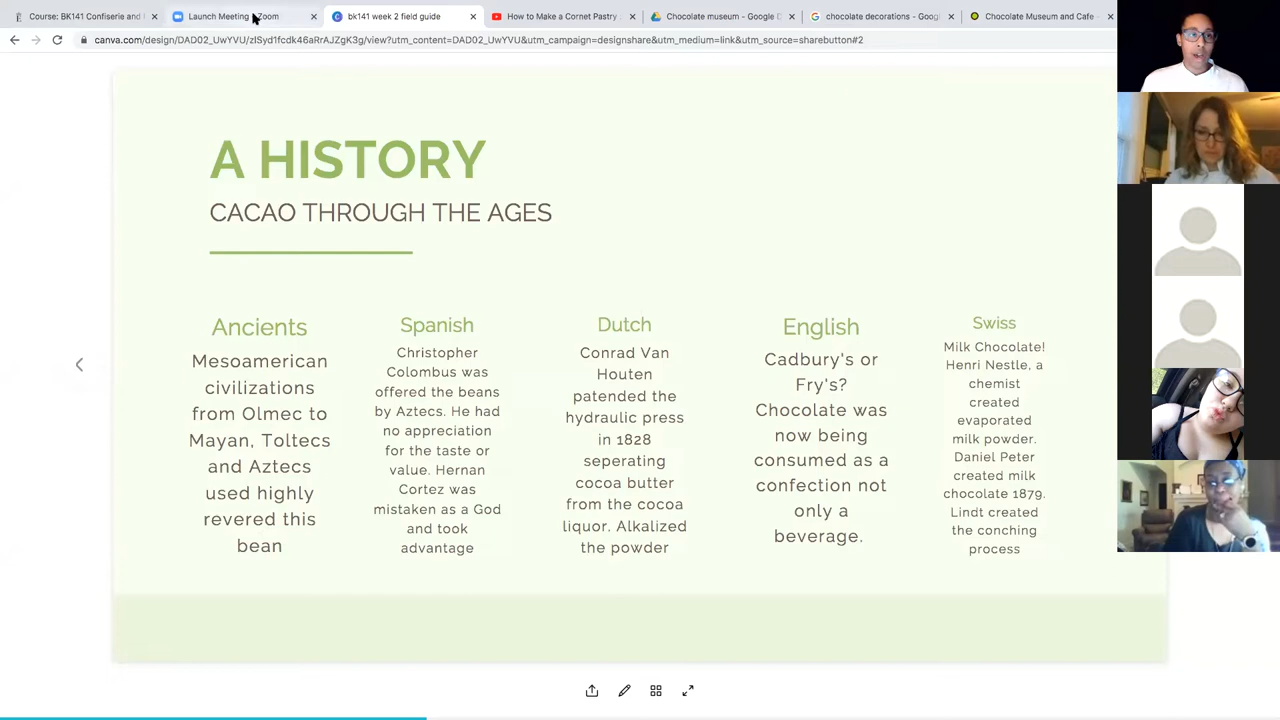 Course: BK141 Confiserie and
Launch Meeting - Zoom
bk141 week 2 field guide
How to Make a Cornet Pastry
Chocolate museum - Google D
chocolate decorations - Googl
Chocolate Museum and Cafe
canva.com/design/DAD02_UwYVU/zlSyd1fcdk46aRrAJZgK3g/view?utm_content=DAD02_UwYVU&utm_campaign=designshare&utm_medium=link&utm_source=sharebutton#2
A HISTORY
CACAO THROUGH THE AGES
Ancients
Mesoamerican
civilizations
from Olmec to
Mayan, Toltecs
and Aztecs
used highly
revered this
bean
Spanish
Christopher
Colombus was
offered the beans
by Aztecs. He had
no appreciation
for the taste or
value. Hernan
Cortez was
mistaken as a God
and took
advantage
Dutch
Conrad Van
Houten
patended the
hydraulic press
in 1828
seperating
cocoa butter
from the cocoa
liquor. Alkalized
the powder
English
Cadbury's or
Fry's?
Chocolate was
now being
consumed as a
confection not
only a
beverage.
Swiss
Milk Chocolate!
Henri Nestle, a
chemist
created
evaporated
milk powder.
Daniel Peter
created milk
chocolate 1879.
Lindt created
the conching
process